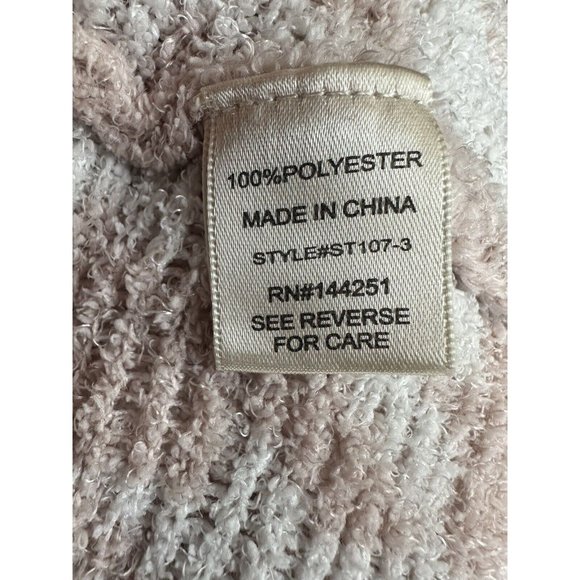 100%POLYESTER
MADE IN CHINA
STYLE#ST107-3
RN#144251
SEE REVERSE
FOR CARE